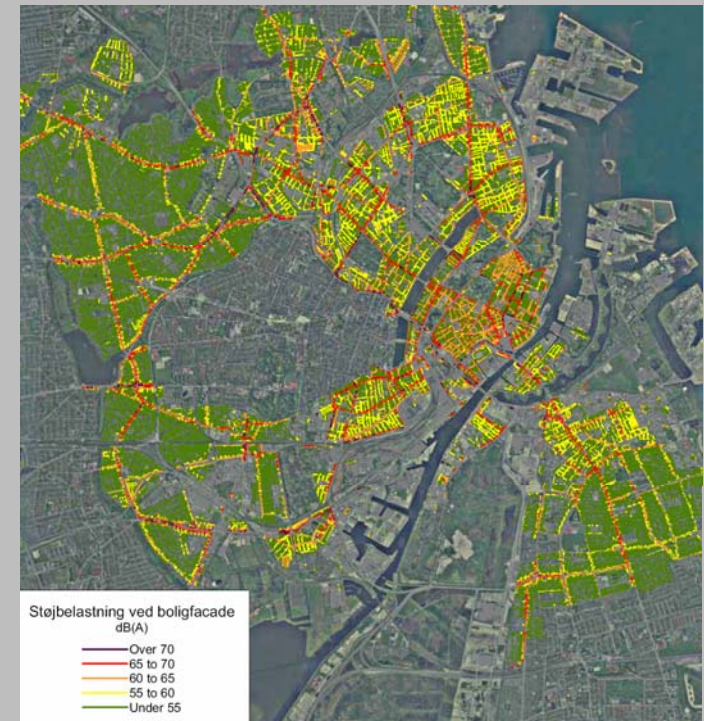 Støjbelastning ved boligfacade
dB(A)
Over 70
65 to 70
60 to 65
55 to 60
Under 55